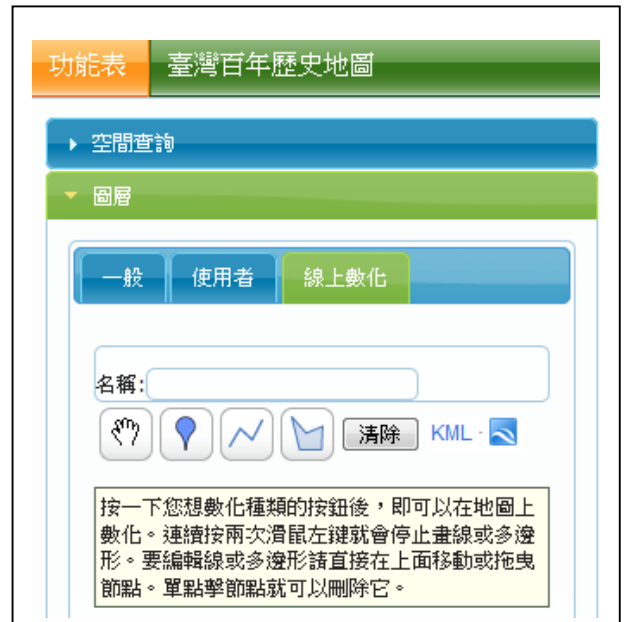 功能表 臺灣百年歷史地圖
空間查詢
圖層
一般 使用者 線上數化
名稱:
清除 KML -
按一下您想數化種類的按鈕後，即可以在地圖上
數化。連續按兩次滑鼠左鍵就會停止畫線或多邊
形。要編輯線或多邊形請直接在上面移動或拖曳
節點。單點擊節點就可以刪除它。